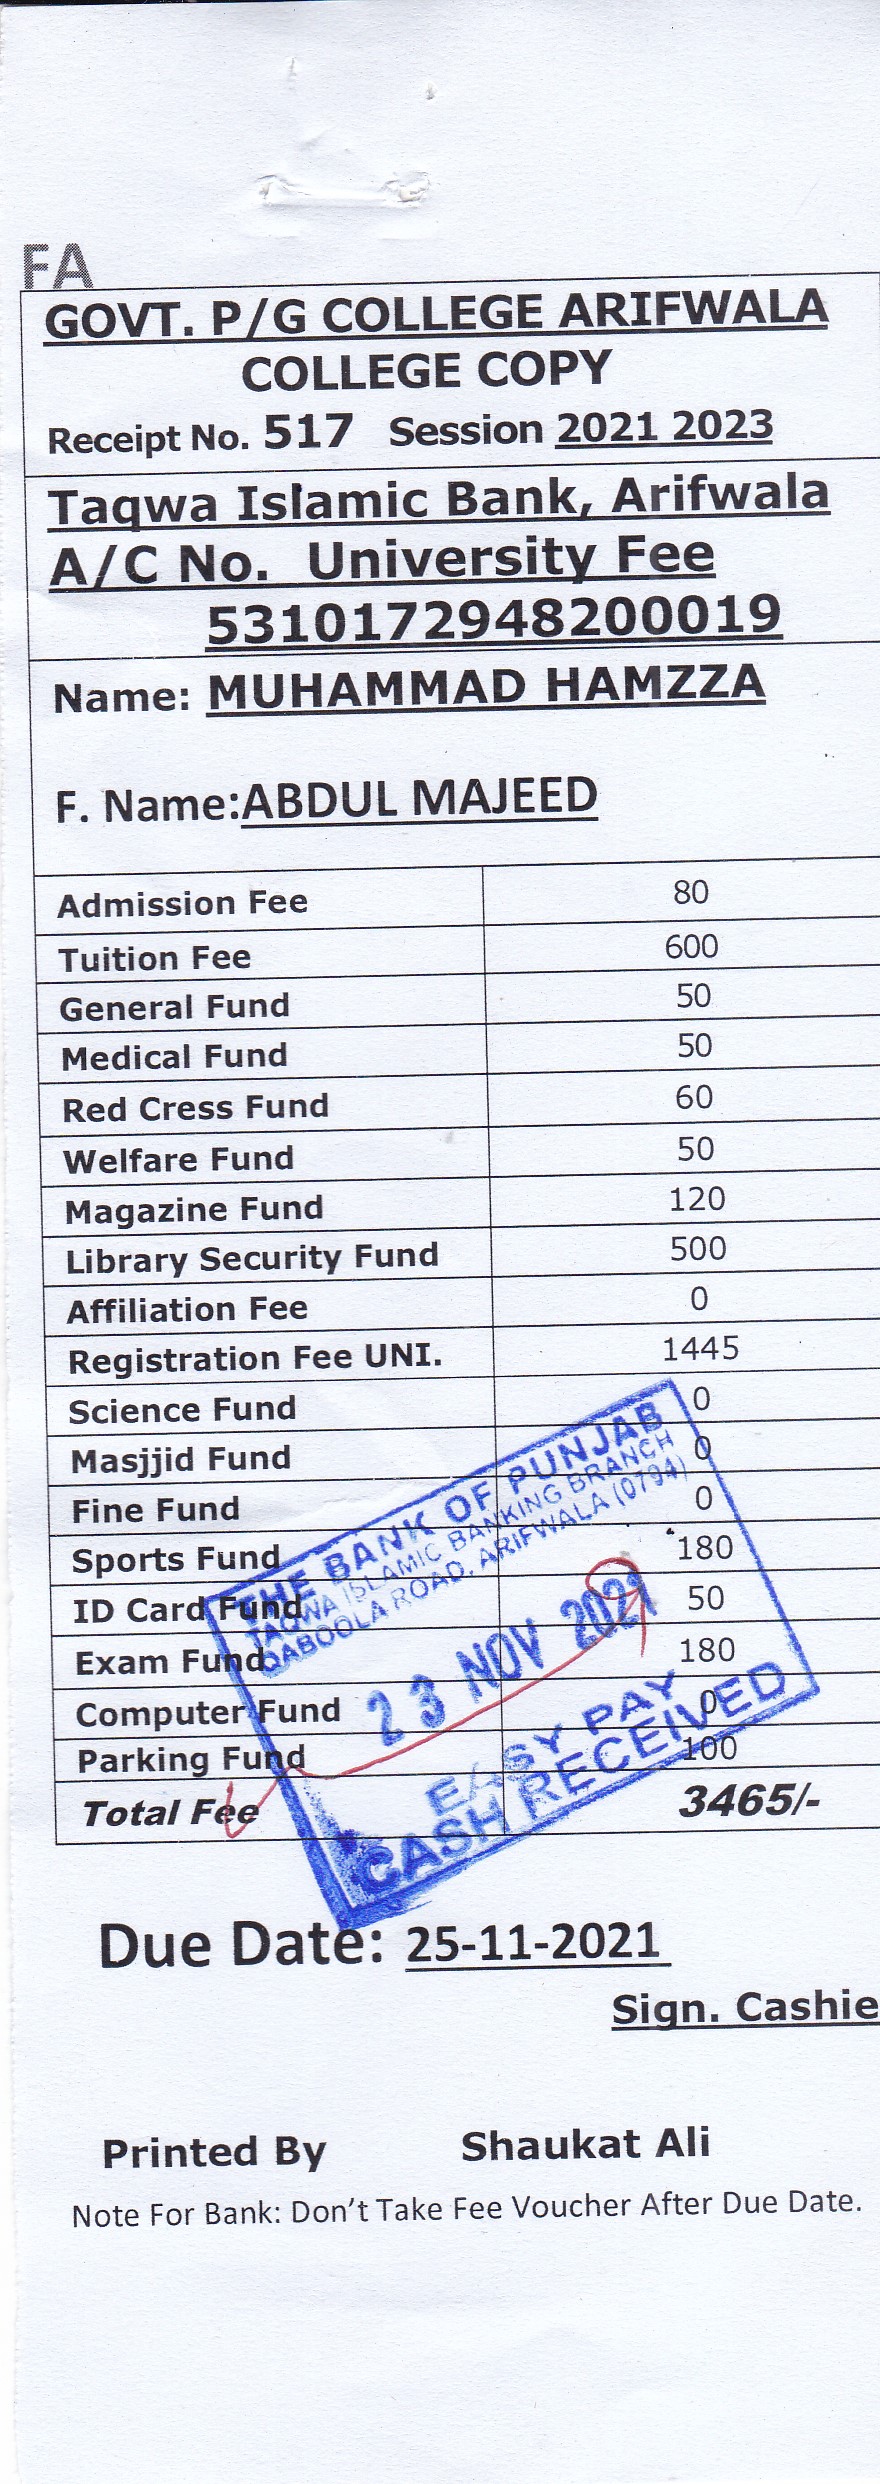 FA
GOVT. P/G COLLEGE ARIFWALA
COLLEGE COPY
Receipt No. 517 Session 2021 2023
Taqwa Islamic Bank, Arifwala
A/C No. University Fee
5310172948200019
Name: MUHAMMAD HAMZZA
F. Name:ABDUL MAJEED
Admission Fee 80
Tuition Fee 600
General Fund 50
Medical Fund 50
Red Cress Fund 60
Welfare Fund 50
Magazine Fund 120
Library Security Fund 500
Affiliation Fee 0
Registration Fee UNI. 1445
Science Fund 0
Masjjid Fund 0
Fine Fund 0
Sports Fund 180
ID Card Fund 50
Exam Fund 180
Computer Fund 0
Parking Fund 100
Total Fee 3465/-
THE BANK OF PUNJAB
TAQWA ISLAMIC BANKING BRANCH
QABOOLA ROAD, ARIFWALA (0794)
23 NOV 2021
EASY PAY
CASH RECEIVED
Due Date: 25-11-2021
Sign. Cashie
Printed By Shaukat Ali
Note For Bank: Don't Take Fee Voucher After Due Date.